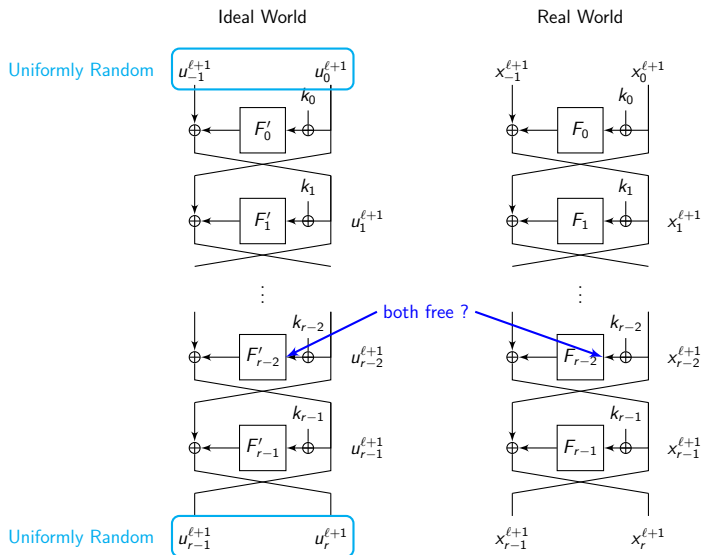 Ideal World Real World
Uniformly Random u_{-1}^{ℓ+1} u_0^{ℓ+1} x_{-1}^{ℓ+1} x_0^{ℓ+1}
k_0 k_0
F'_0 F_0
k_1 k_1
F'_1 u_1^{ℓ+1} F_1 x_1^{ℓ+1}
⋮ ⋮
both free ?
k_{r-2} k_{r-2}
F'_{r-2} u_{r-2}^{ℓ+1} F_{r-2} x_{r-2}^{ℓ+1}
k_{r-1} k_{r-1}
F'_{r-1} u_{r-1}^{ℓ+1} F_{r-1} x_{r-1}^{ℓ+1}
Uniformly Random u_{r-1}^{ℓ+1} u_r^{ℓ+1} x_{r-1}^{ℓ+1} x_r^{ℓ+1}